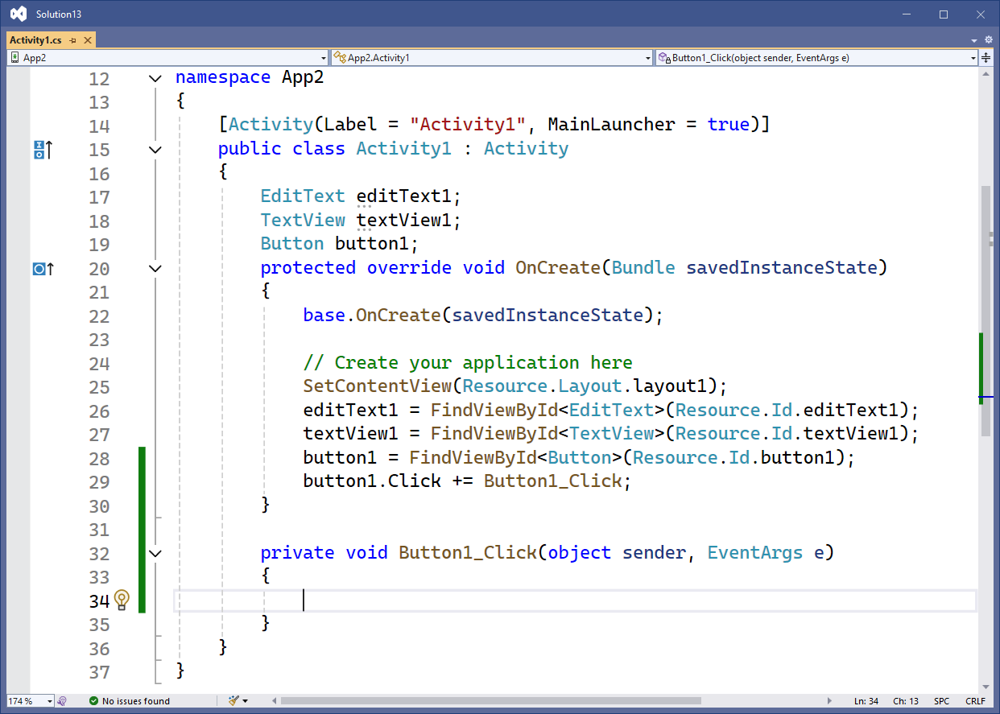 Solution13
Activity1.cs
App2 App2.Activity1 Button1_Click(object sender, EventArgs e)
12 namespace App2
13 {
14 [Activity(Label = "Activity1", MainLauncher = true)]
15 public class Activity1 : Activity
16 {
17 EditText editText1;
18 TextView textView1;
19 Button button1;
20 protected override void OnCreate(Bundle savedInstanceState)
21 {
22 base.OnCreate(savedInstanceState);
23
24 // Create your application here
25 SetContentView(Resource.Layout.layout1);
26 editText1 = FindViewById<EditText>(Resource.Id.editText1);
27 textView1 = FindViewById<TextView>(Resource.Id.textView1);
28 button1 = FindViewById<Button>(Resource.Id.button1);
29 button1.Click += Button1_Click;
30 }
31
32 private void Button1_Click(object sender, EventArgs e)
33 {
34
35 }
36 }
37 }
174 % No issues found Ln: 34 Ch: 13 SPC CRLF